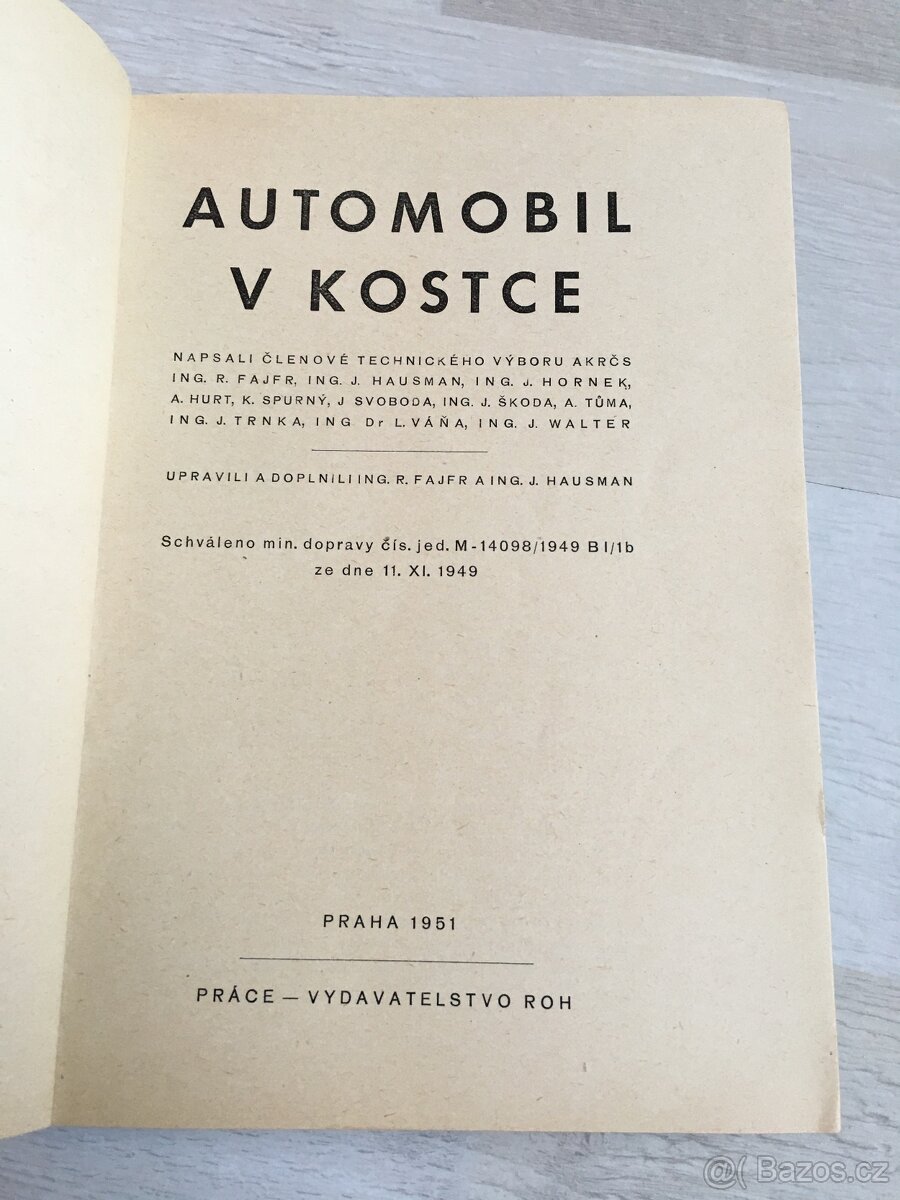 AUTOMOBIL
V KOSTCE
NAPSALI ČLENOVÉ TECHNICKÉHO VÝBORU AKRČS
ING. R. FAJFR, ING. J. HAUSMAN, ING. J. HORNEK,
A. HURT, K. SPURNÝ, J SVOBODA, ING. J. ŠKODA, A. TŮMA,
ING. J. TRNKA, ING Dr L. VÁŇA, ING. J. WALTER
UPRAVILI A DOPLNILI ING. R. FAJFR A ING. J. HAUSMAN
Schváleno min. dopravy čís. jed. M-14098/1949 B I/1b
ze dne 11. XI. 1949
PRAHA 1951
PRÁCE — VYDAVATELSTVO ROH
@( Bazos.cz